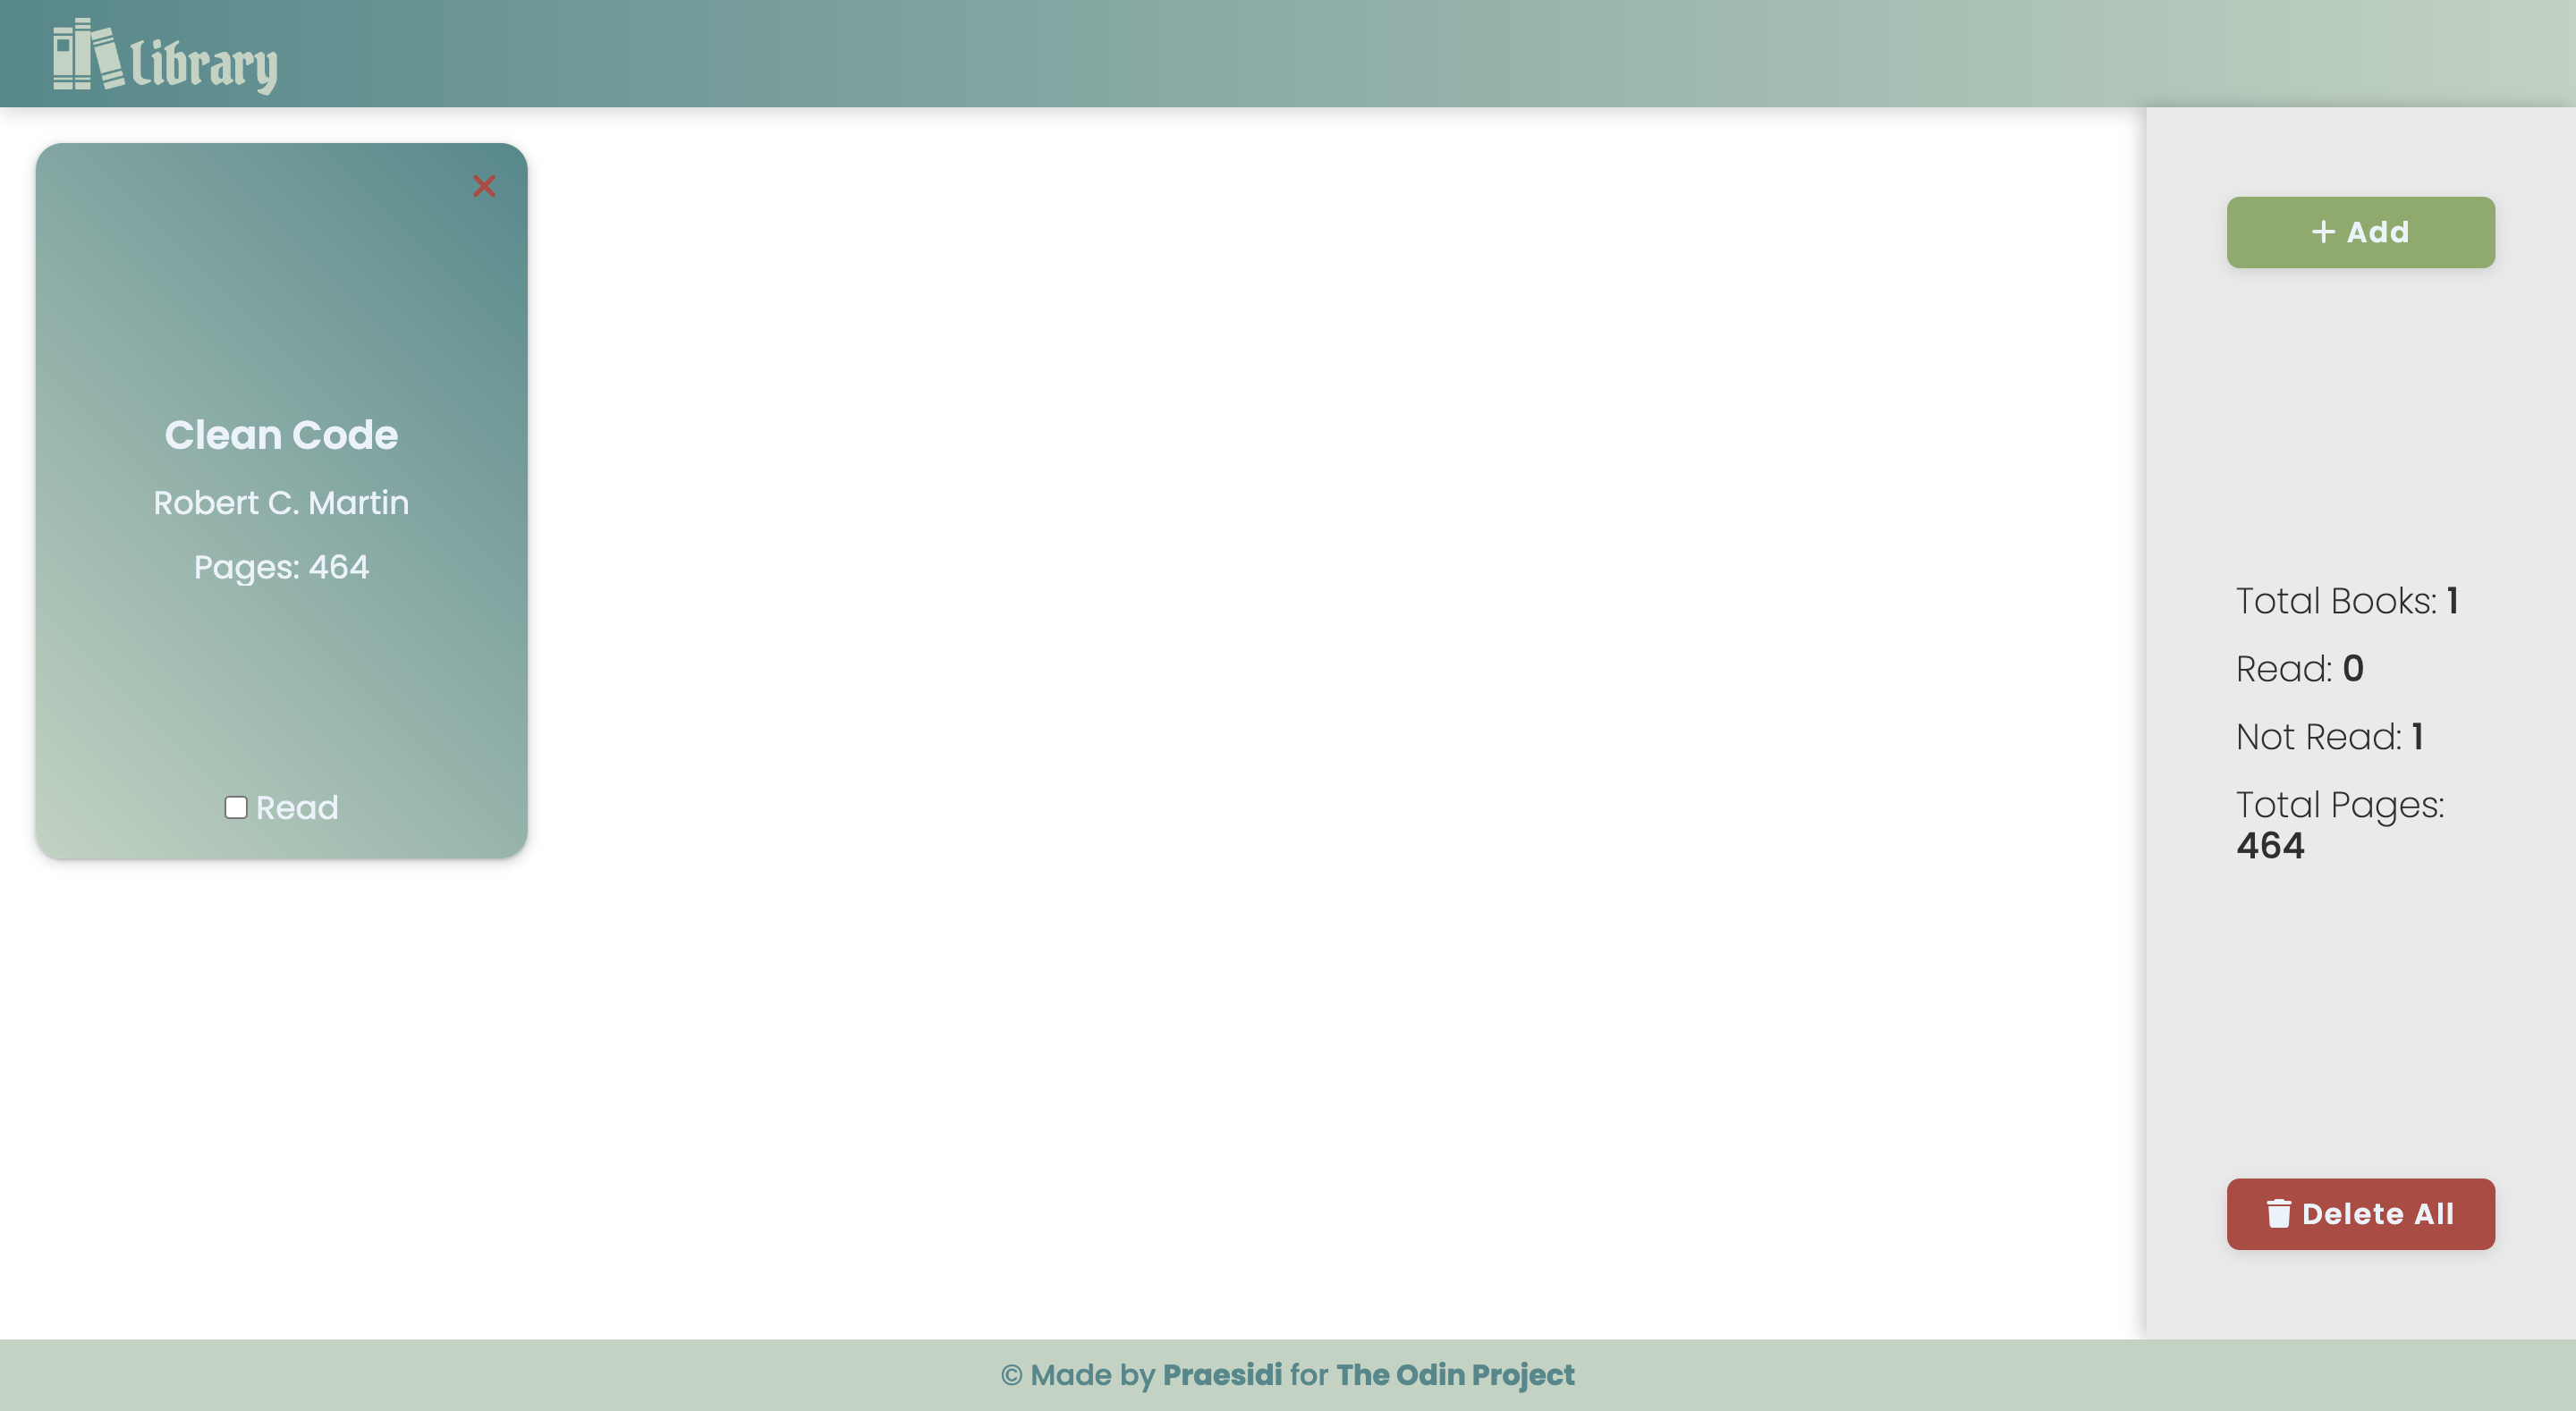 Library
Clean Code
Robert C. Martin
Pages: 464
Read
+ Add
Total Books: 1
Read: 0
Not Read: 1
Total Pages:
464
Delete All
© Made by Praesidi for The Odin Project